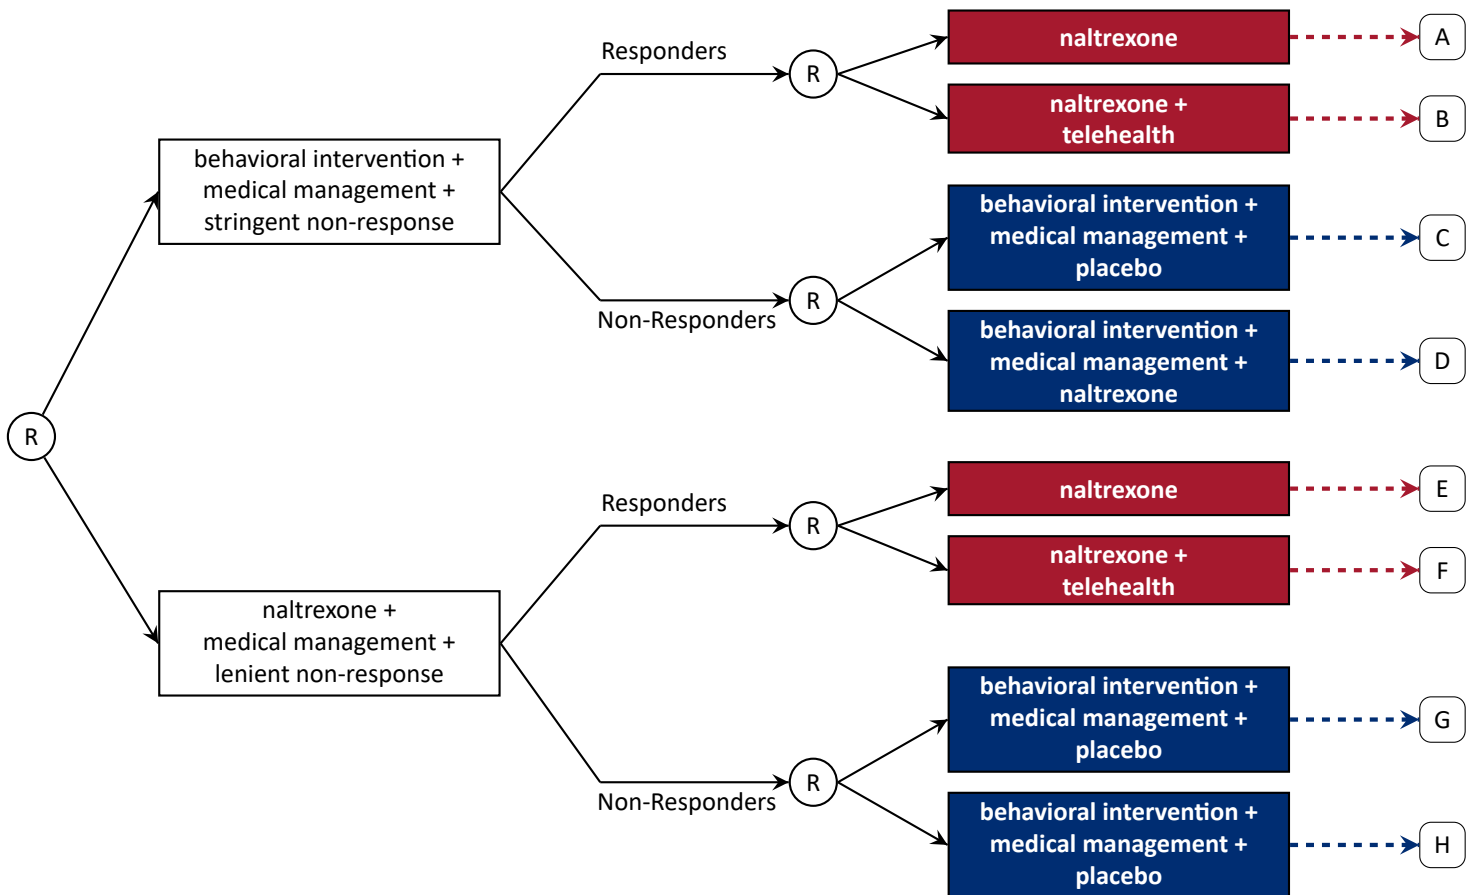 R
behavioral intervention +
medical management +
stringent non-response
Responders
R
naltrexone
A
naltrexone +
telehealth
B
Non-Responders
R
behavioral intervention +
medical management +
placebo
C
behavioral intervention +
medical management +
naltrexone
D
naltrexone +
medical management +
lenient non-response
Responders
R
naltrexone
E
naltrexone +
telehealth
F
Non-Responders
R
behavioral intervention +
medical management +
placebo
G
behavioral intervention +
medical management +
placebo
H